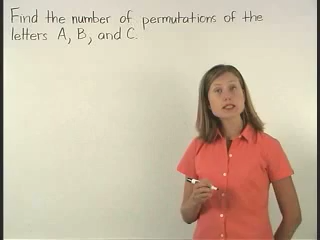 Find the number of permutations of the
letters A, B, and C.